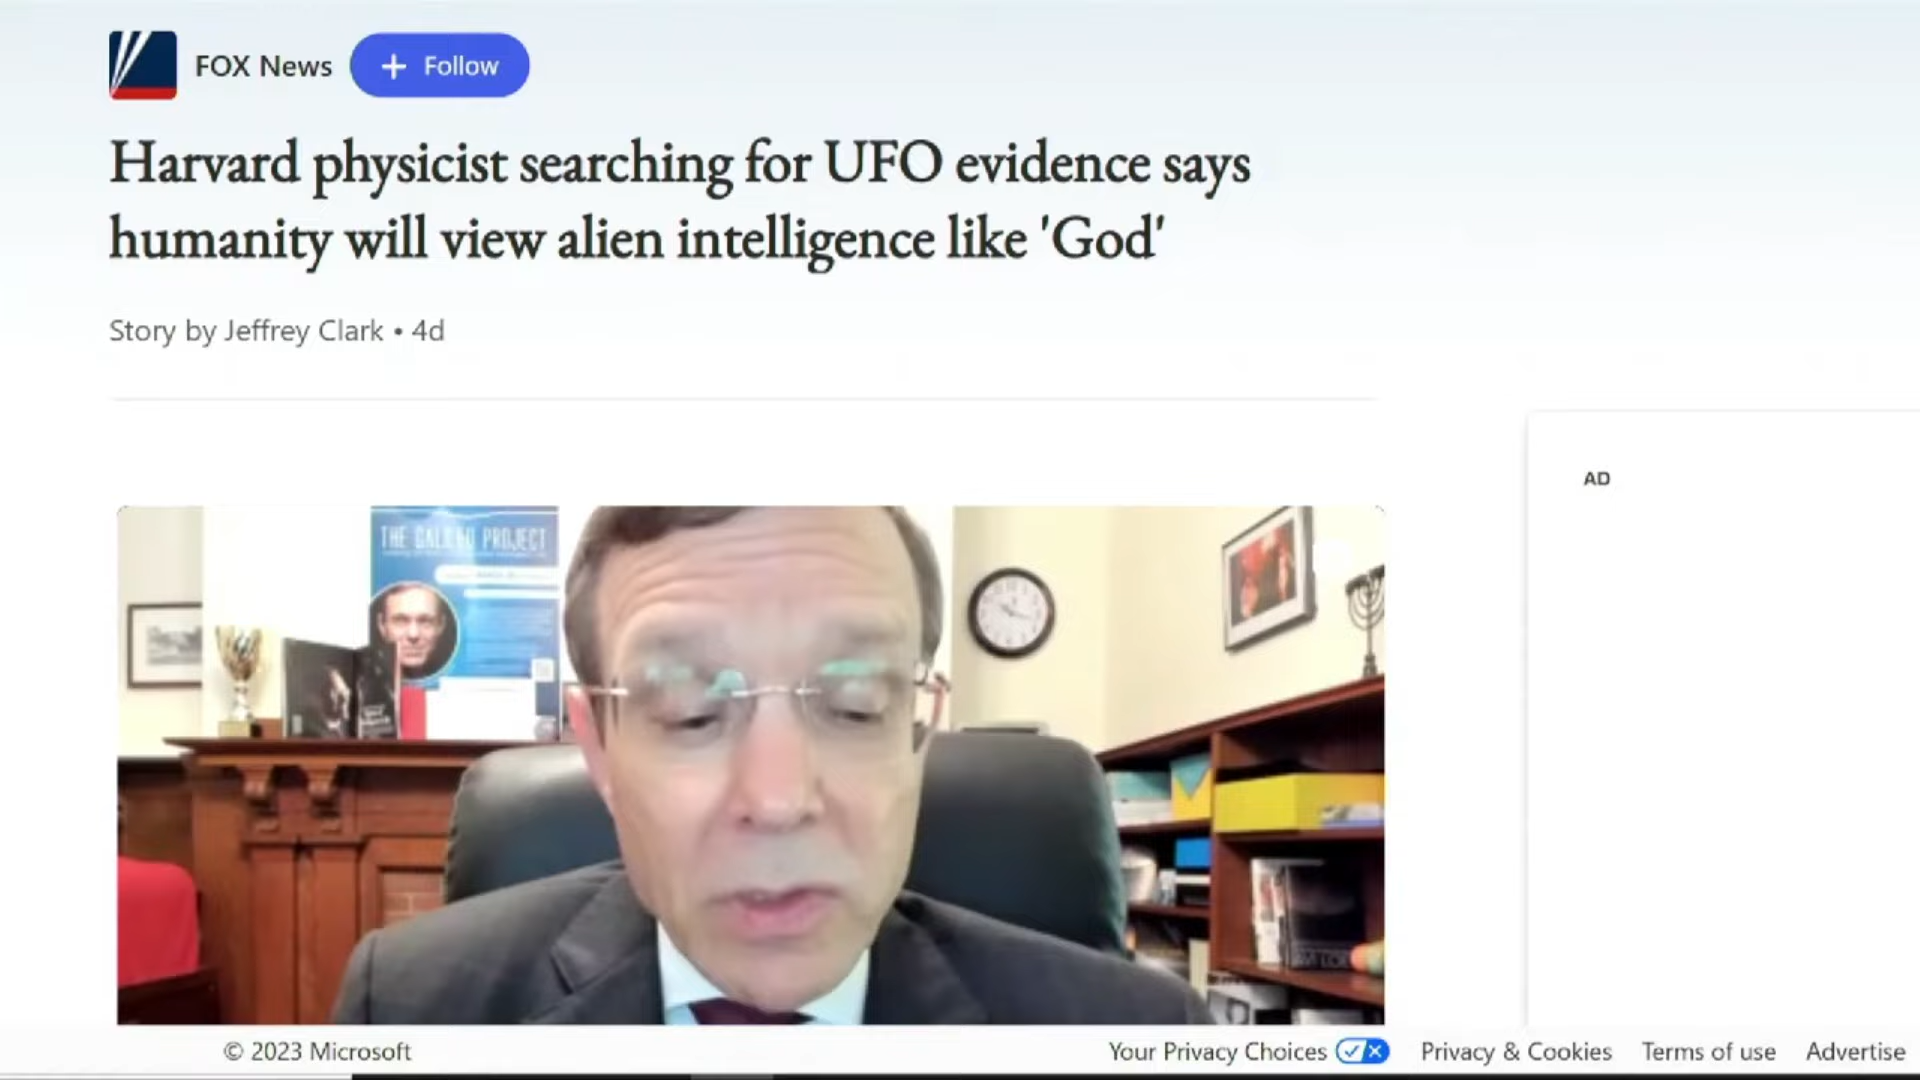 FOX News
+ Follow
Harvard physicist searching for UFO evidence says
humanity will view alien intelligence like 'God'
Story by Jeffrey Clark • 4d
AD
THE GALILEO PROJECT
© 2023 Microsoft
Your Privacy Choices
Privacy & Cookies
Terms of use
Advertise